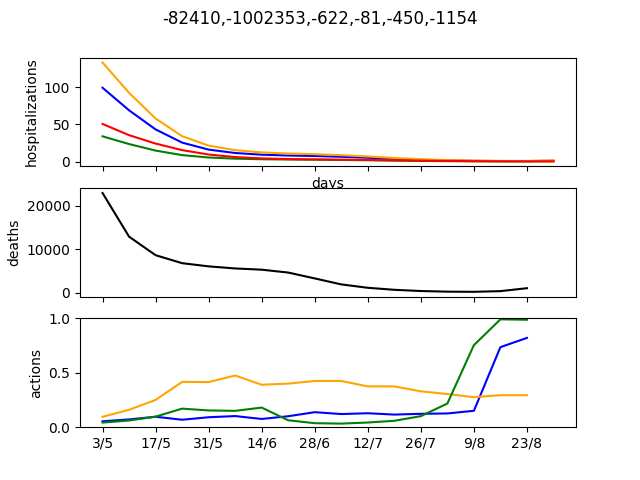 -82410,-1002353,-622,-81,-450,-1154
hospitalizations
100
50
0
days
deaths
20000
10000
0
actions
1.0
0.5
0.0
3/5 17/5 31/5 14/6 28/6 12/7 26/7 9/8 23/8